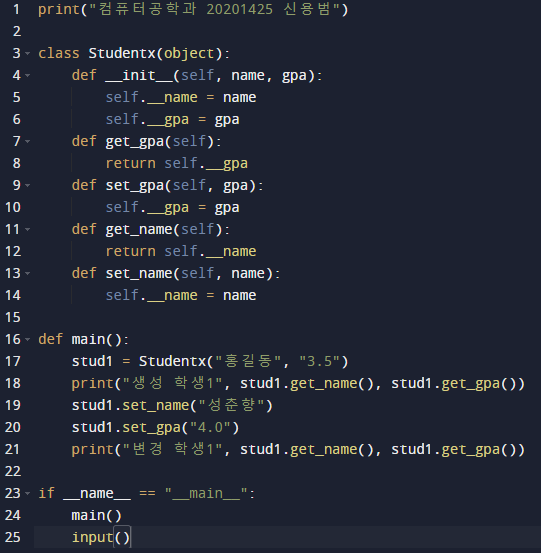 1 print("컴퓨터공학과 20201425 신용범")
2
3 class Studentx(object):
4     def __init__(self, name, gpa):
5         self.__name = name
6         self.__gpa = gpa
7     def get_gpa(self):
8         return self.__gpa
9     def set_gpa(self, gpa):
10         self.__gpa = gpa
11     def get_name(self):
12         return self.__name
13     def set_name(self, name):
14         self.__name = name
15
16 def main():
17     stud1 = Studentx("홍길동", "3.5")
18     print("생성 학생1", stud1.get_name(), stud1.get_gpa())
19     stud1.set_name("성춘향")
20     stud1.set_gpa("4.0")
21     print("변경 학생1", stud1.get_name(), stud1.get_gpa())
22
23 if __name__ == "__main__":
24     main()
25     input()